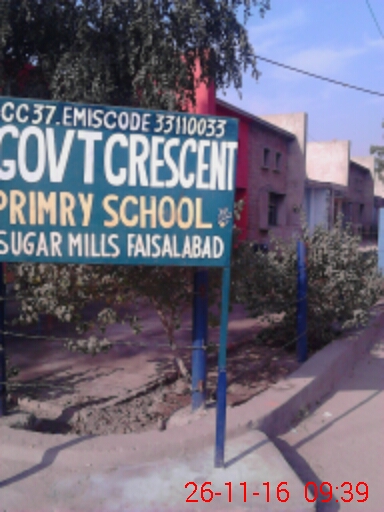 CC37.EMISCODE 33110033
GOVT CRESCENT
PRIMRY SCHOOL
SUGAR MILLS FAISALABAD
26-11-16 09:39